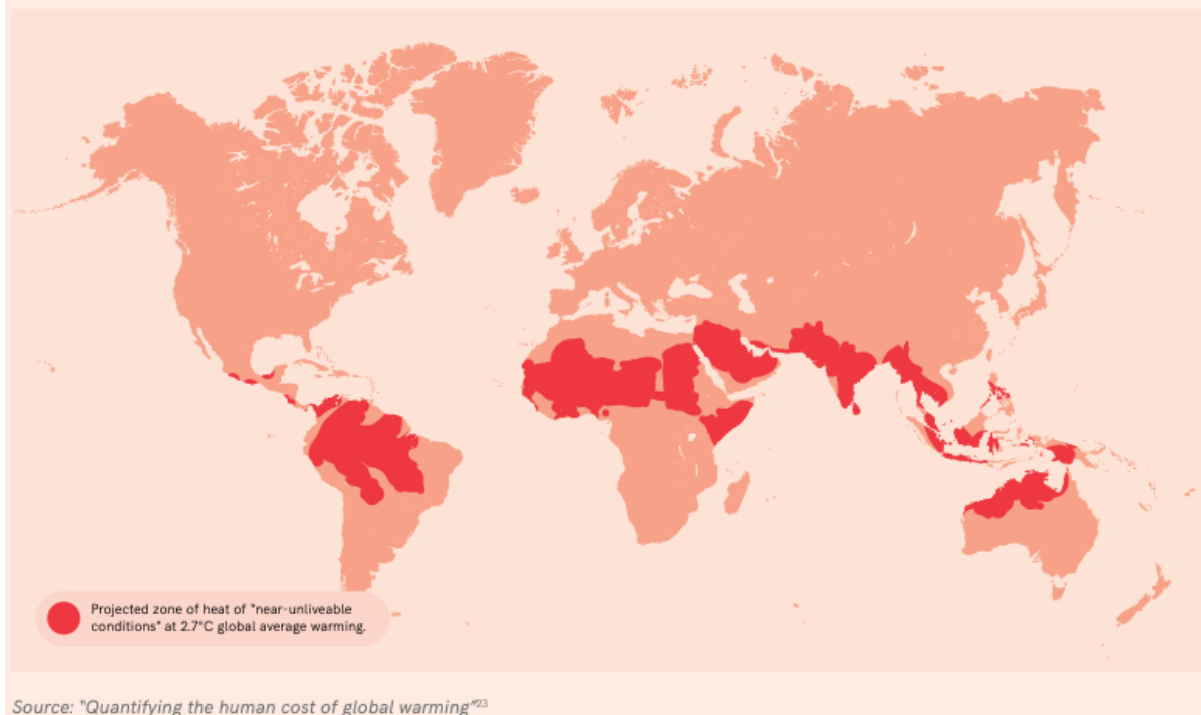 Projected zone of heat of "near-unliveable
conditions" at 2.7°C global average warming.
Source: "Quantifying the human cost of global warming"²³